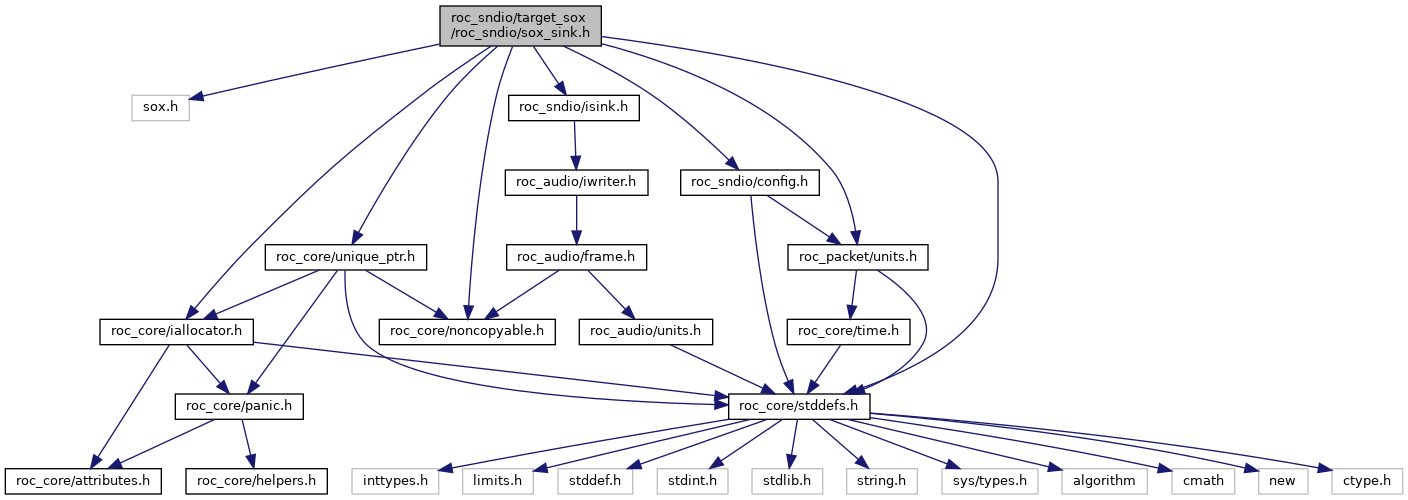 roc_sndio/target_sox
/roc_sndio/sox_sink.h
sox.h
roc_sndio/isink.h
roc_audio/iwriter.h
roc_sndio/config.h
roc_core/unique_ptr.h
roc_audio/frame.h
roc_packet/units.h
roc_core/iallocator.h
roc_core/noncopyable.h
roc_audio/units.h
roc_core/time.h
roc_core/panic.h
roc_core/stddefs.h
roc_core/attributes.h
roc_core/helpers.h
inttypes.h
limits.h
stddef.h
stdint.h
stdlib.h
string.h
sys/types.h
algorithm
cmath
new
ctype.h